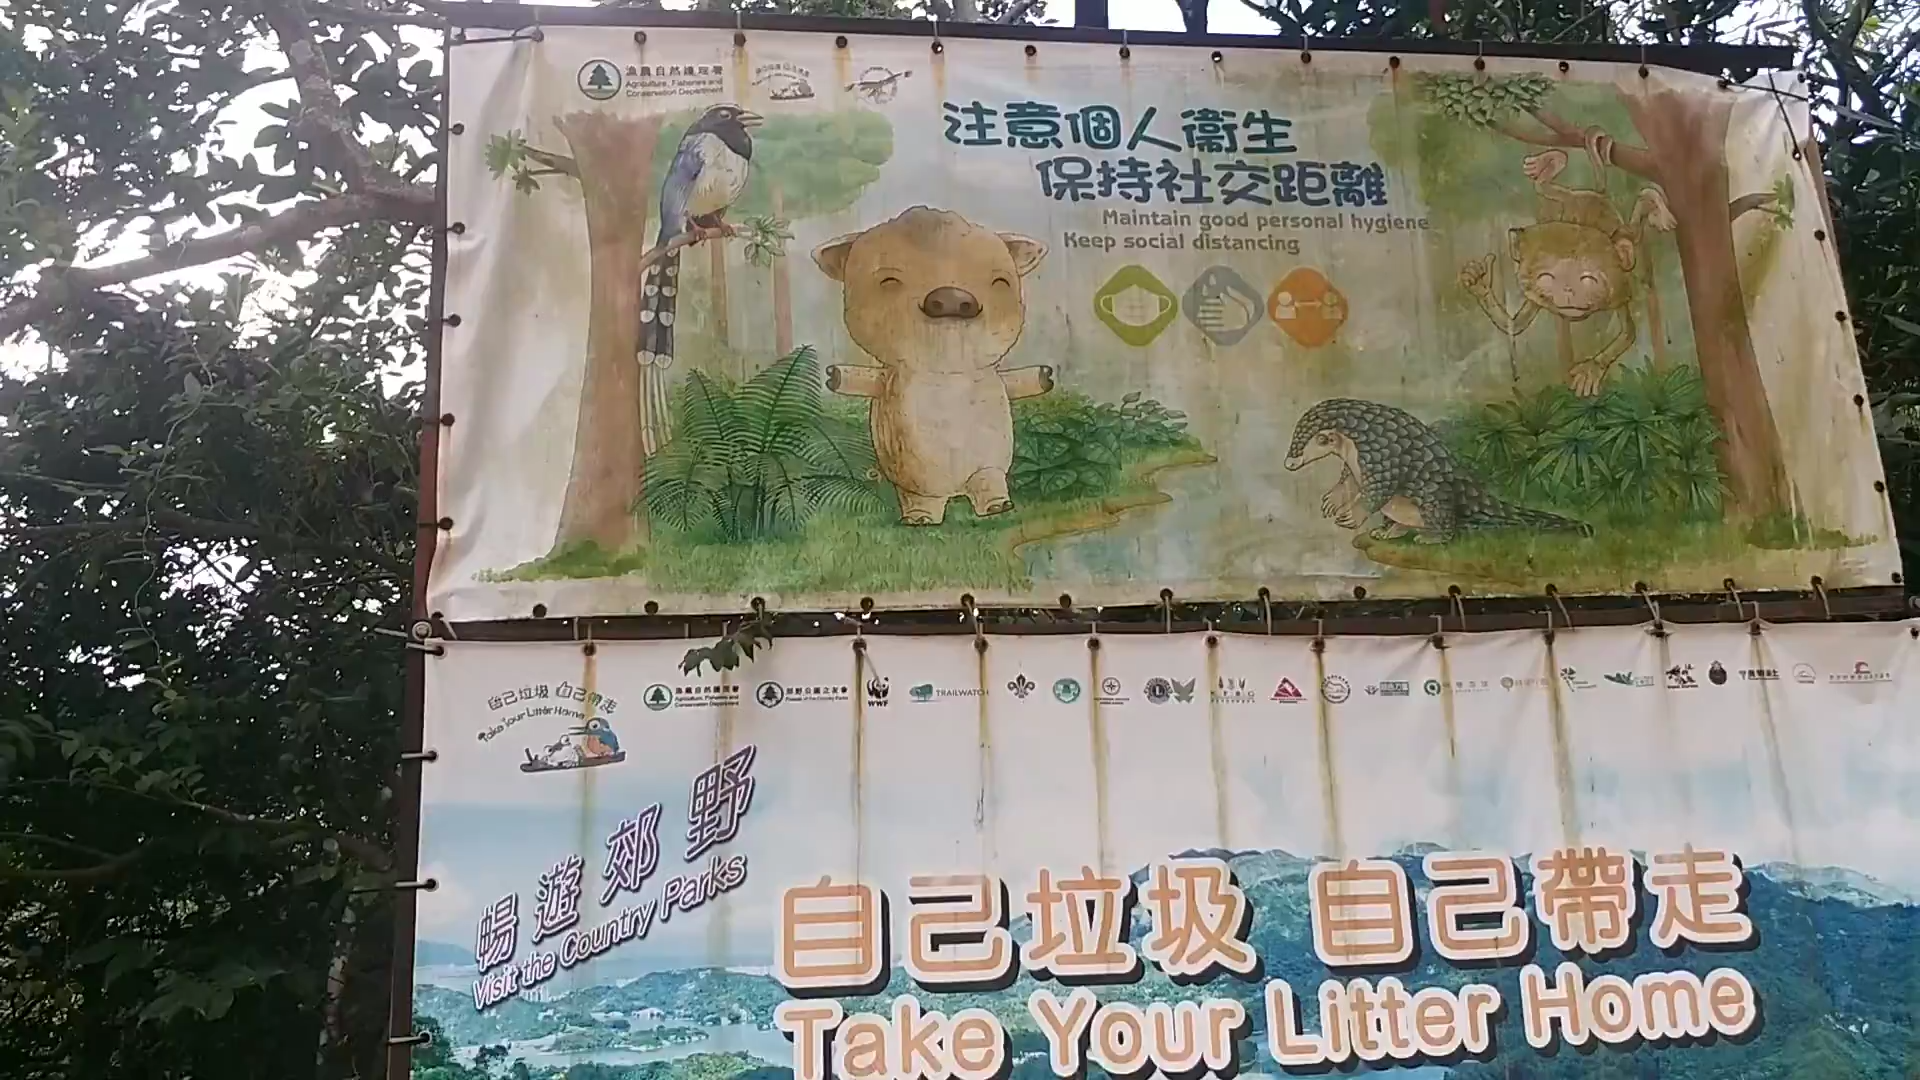 漁農自然護理署
Agriculture, Fisheries and
Conservation Department
注意個人衞生
保持社交距離
Maintain good personal hygiene
Keep social distancing
自己垃圾 自己帶走
Take Your Litter Home
漁農自然護理署
Agriculture, Fisheries and
Conservation Department
郊野公園之友會
Friends of the Country Parks
WWF
TRAILWATCH
暢遊郊野
Visit the Country Parks
自己垃圾 自己帶走
Take Your Litter Home